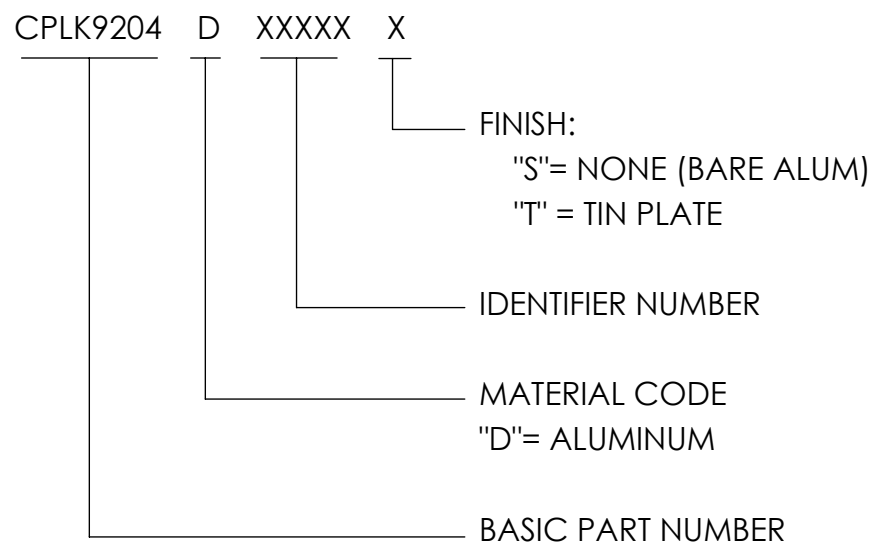 CPLK9204 D XXXXX X
FINISH:
"S"= NONE (BARE ALUM)
"T" = TIN PLATE
IDENTIFIER NUMBER
MATERIAL CODE
"D"= ALUMINUM
BASIC PART NUMBER